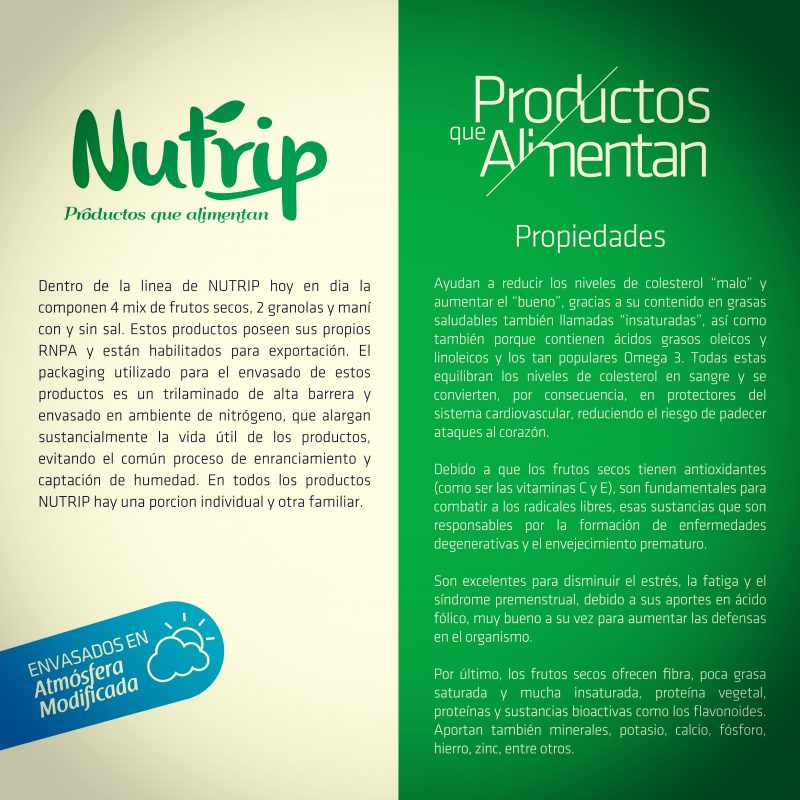 Nutrip
Productos que alimentan
Dentro de la linea de NUTRIP hoy en dia la
componen 4 mix de frutos secos, 2 granolas y maní
con y sin sal. Estos productos poseen sus propios
RNPA y están habilitados para exportación. El
packaging utilizado para el envasado de estos
productos es un trilaminado de alta barrera y
envasado en ambiente de nitrógeno, que alargan
sustancialmente la vida útil de los productos,
evitando el común proceso de enranciamiento y
captación de humedad. En todos los productos
NUTRIP hay una porcion individual y otra familiar.
ENVASADOS EN
Atmósfera
Modificada
Productos
que
Alimentan
Propiedades
Ayudan a reducir los niveles de colesterol “malo” y
aumentar el “bueno”, gracias a su contenido en grasas
saludables también llamadas “insaturadas”, así como
también porque contienen ácidos grasos oleicos y
linoleicos y los tan populares Omega 3. Todas estas
equilibran los niveles de colesterol en sangre y se
convierten, por consecuencia, en protectores del
sistema cardiovascular, reduciendo el riesgo de padecer
ataques al corazón.
Debido a que los frutos secos tienen antioxidantes
(como ser las vitaminas C y E), son fundamentales para
combatir a los radicales libres, esas sustancias que son
responsables por la formación de enfermedades
degenerativas y el envejecimiento prematuro.
Son excelentes para disminuir el estrés, la fatiga y el
síndrome premenstrual, debido a sus aportes en ácido
fólico, muy bueno a su vez para aumentar las defensas
en el organismo.
Por último, los frutos secos ofrecen fibra, poca grasa
saturada y mucha insaturada, proteína vegetal,
proteínas y sustancias bioactivas como los flavonoides.
Aportan también minerales, potasio, calcio, fósforo,
hierro, zinc, entre otros.